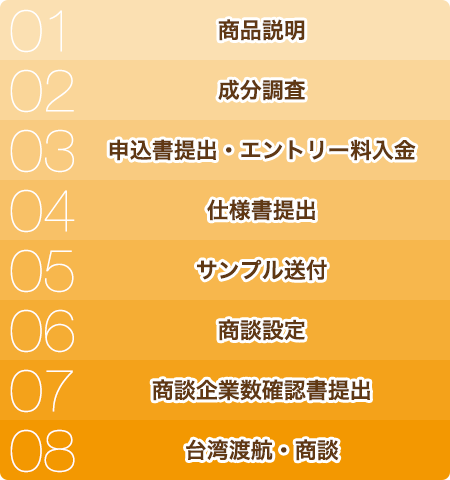 01 商品説明
02 成分調査
03 申込書提出・エントリー料入金
04 仕様書提出
05 サンプル送付
06 商談設定
07 商談企業数確認書提出
08 台湾渡航・商談